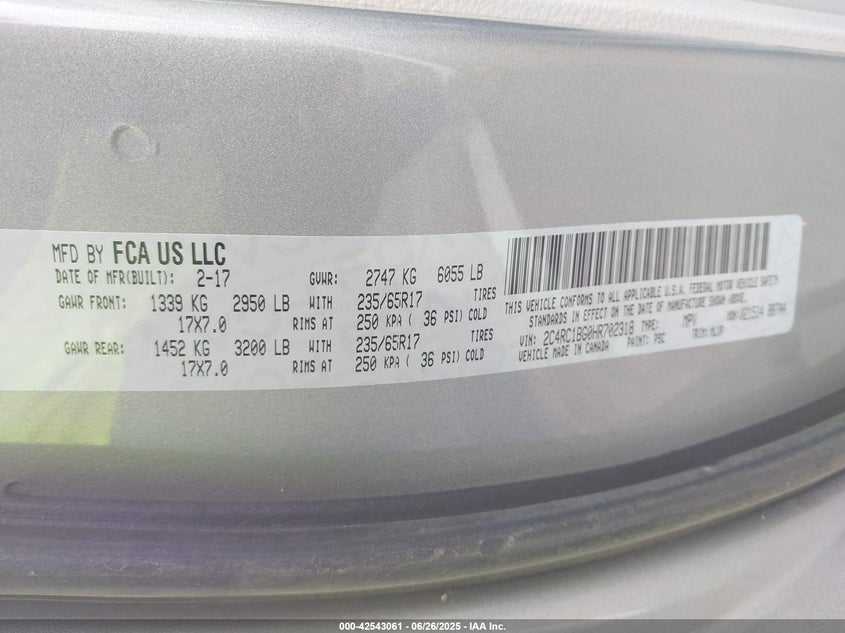 MFD BY FCA US LLC
DATE OF MFR(BUILT): 2-17 GVWR: 2747 KG 6055 LB
GAWR FRONT: 1339 KG 2950 LB WITH 235/65R17 TIRES
17X7.0 RIMS AT 250 KPA ( 36 PSI) COLD
GAWR REAR: 1452 KG 3200 LB WITH 235/65R17 TIRES
17X7.0 RIMS AT 250 KPA ( 36 PSI) COLD
THIS VEHICLE CONFORMS TO ALL APPLICABLE U.S.A. FEDERAL MOTOR VEHICLE SAFETY
STANDARDS IN EFFECT ON THE DATE OF MANUFACTURE SHOWN ABOVE.
VIN: 2C4RC1BG0HR702318 TYPE: MPV MDH: 021514
VEHICLE MADE IN CANADA PAINT: PSC TRIM:
000-42543061 - 06/26/2025 - IAA Inc.